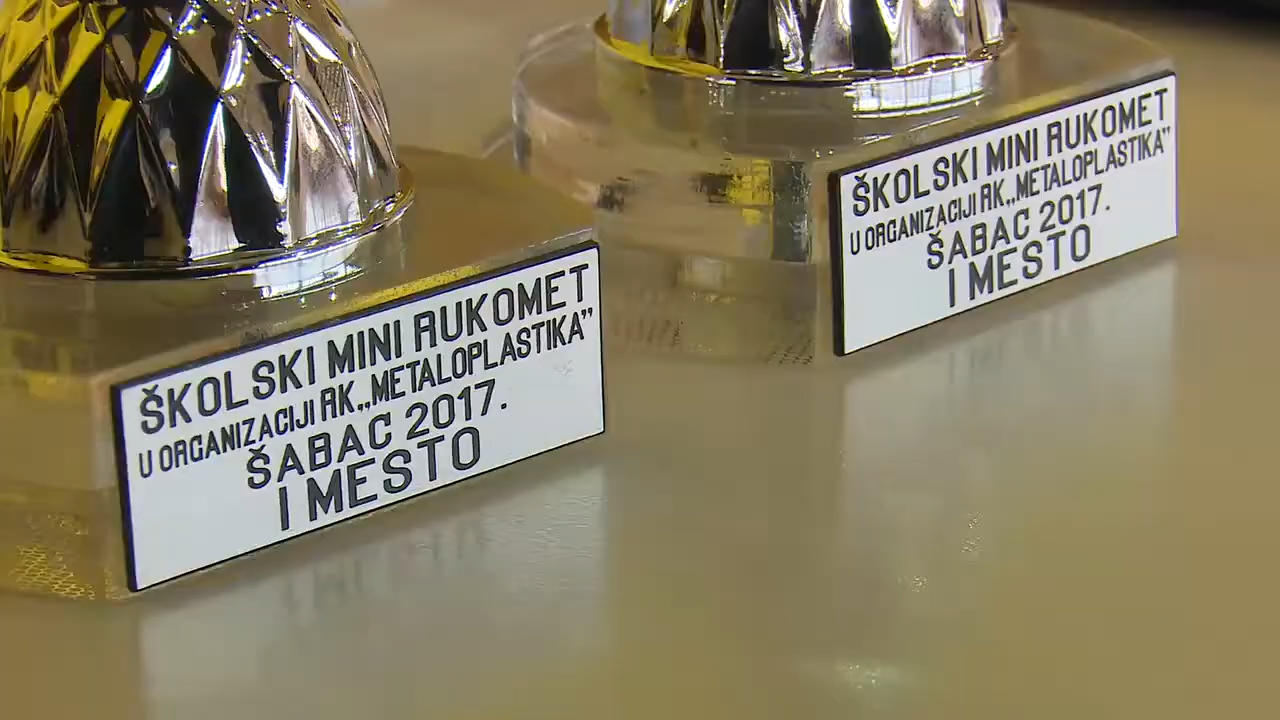 ŠKOLSKI MINI RUKOMET
U ORGANIZACIJI RK „METALOPLASTIKA”
ŠABAC 2017.
I MESTO
ŠKOLSKI MINI RUKOMET
U ORGANIZACIJI RK „METALOPLASTIKA”
ŠABAC 2017.
I MESTO